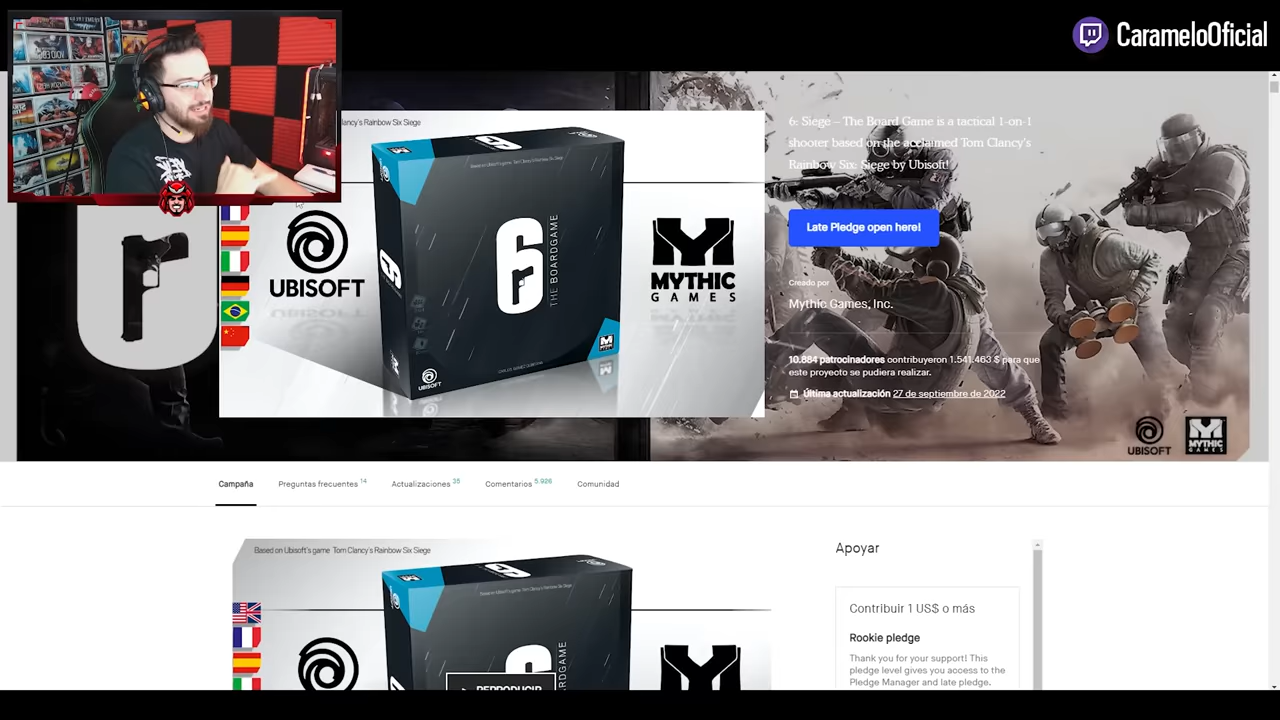 CarameloOficial
6: Siege – The Board Game is a tactical 1-on-1
shooter based on the acclaimed Tom Clancy's
Rainbow Six: Siege by Ubisoft!
Late Pledge open here!
Creado por
Mythic Games, Inc.
10.884 patrocinadores contribuyeron 1.541.463 $ para que
este proyecto se pudiera realizar.
Última actualización 27 de septiembre de 2022
lancy's Rainbow Six Siege
6
THE BOARDGAME
UBISOFT
MYTHIC
GAMES
UBISOFT
UBISOFT
MYTHIC
GAMES
Campaña
Preguntas frecuentes 14
Actualizaciones 35
Comentarios 5.926
Comunidad
Based on Ubisoft's game Tom Clancy's Rainbow Six Siege
REPRODUCIR
Apoyar
Contribuir 1 US$ o más
Rookie pledge
Thank you for your support! This
pledge level gives you access to the
Pledge Manager and late pledge.